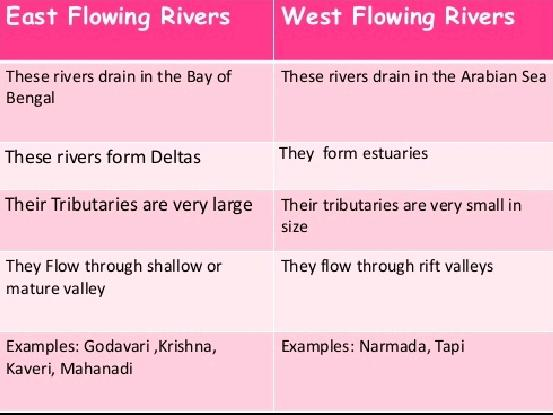 East Flowing Rivers
West Flowing Rivers
These rivers drain in the Bay of
Bengal
These rivers drain in the Arabian Sea
These rivers form Deltas
They form estuaries
Their Tributaries are very large
Their tributaries are very small in
size
They Flow through shallow or
mature valley
They flow through rift valleys
Examples: Godavari ,Krishna,
Kaveri, Mahanadi
Examples: Narmada, Tapi